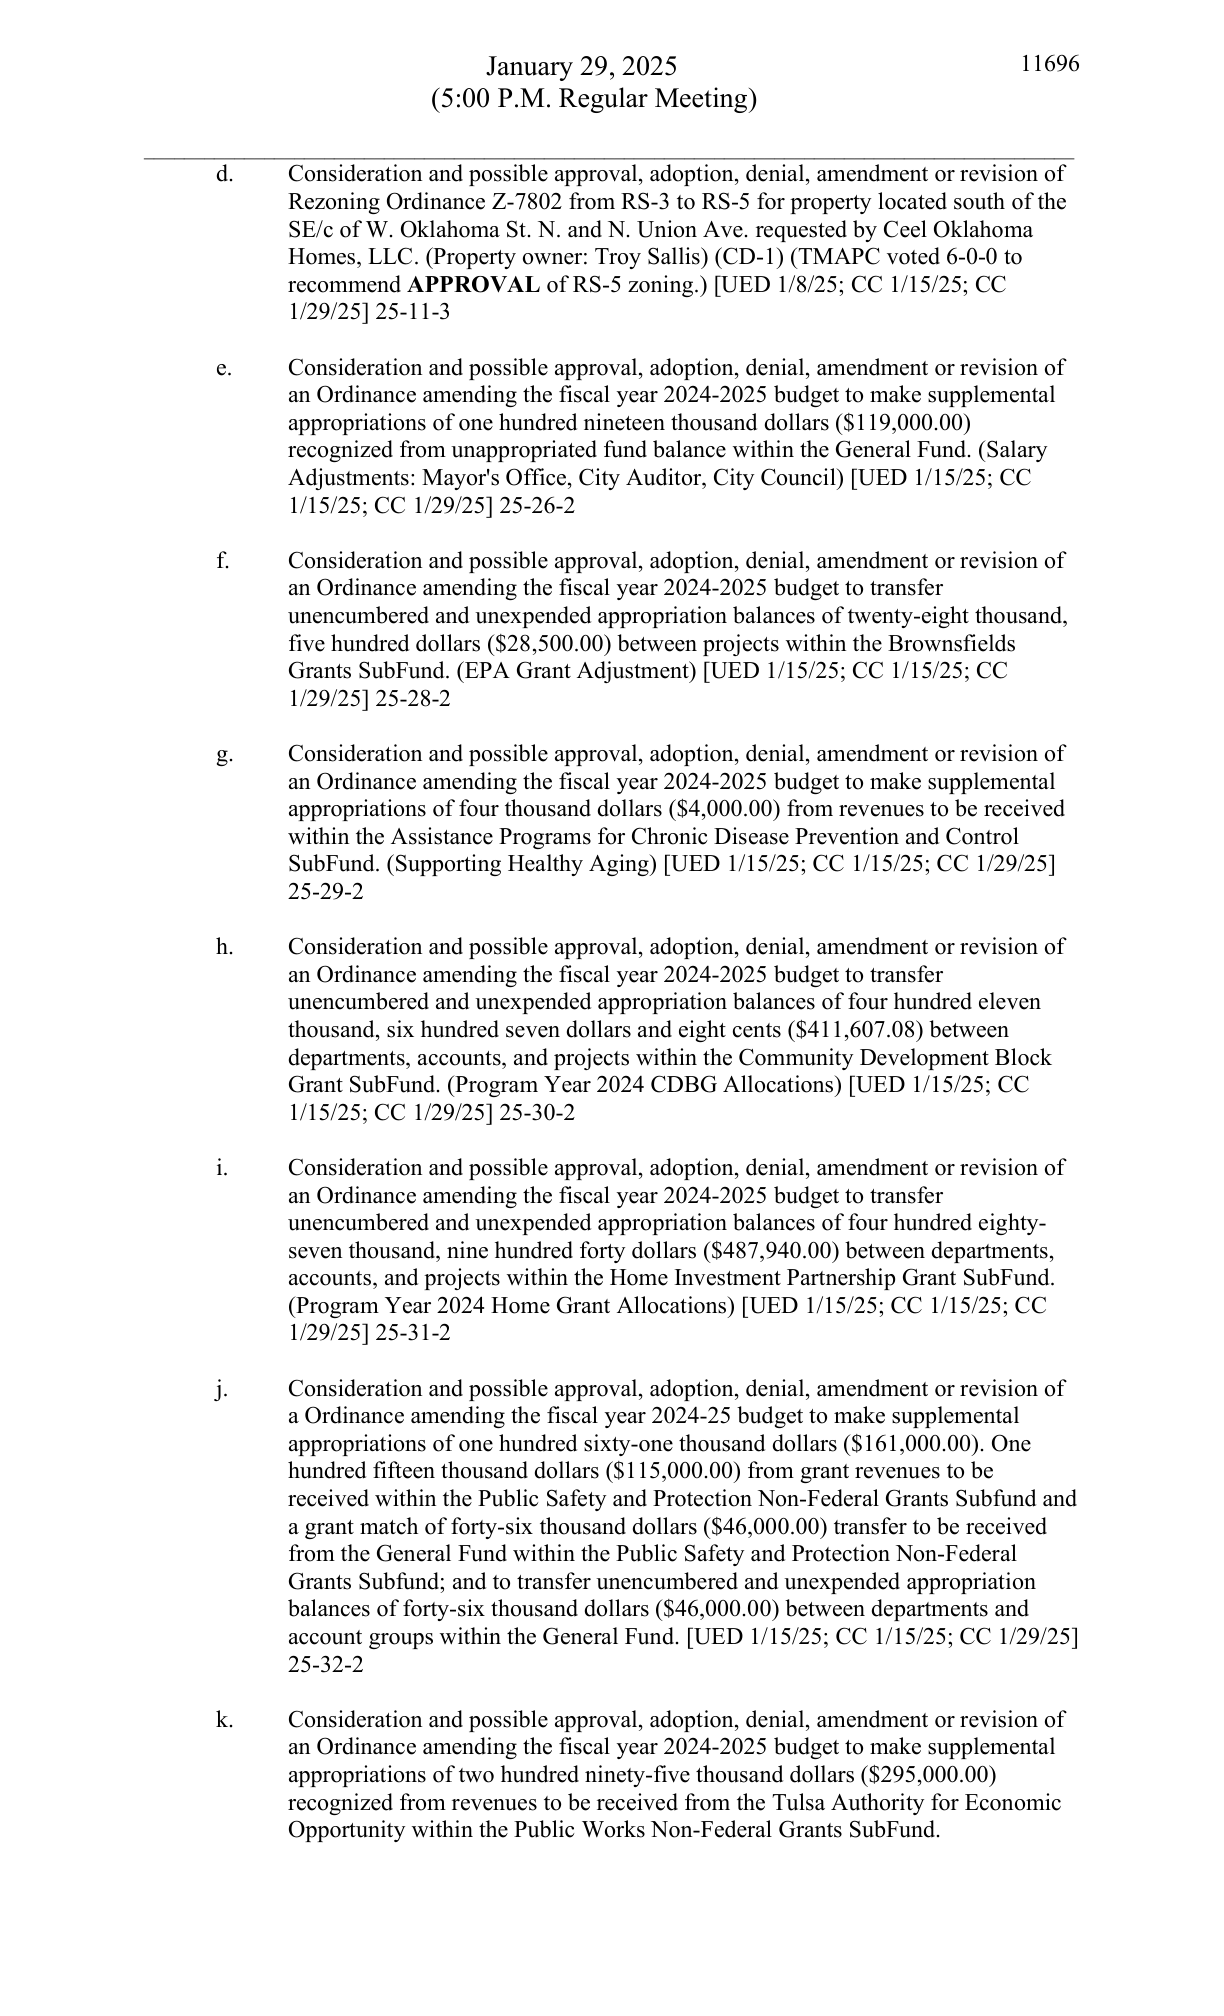 January 29, 2025
11696
(5:00 P.M. Regular Meeting)
d. Consideration and possible approval, adoption, denial, amendment or revision of
Rezoning Ordinance Z-7802 from RS-3 to RS-5 for property located south of the
SE/c of W. Oklahoma St. N. and N. Union Ave. requested by Ceel Oklahoma
Homes, LLC. (Property owner: Troy Sallis) (CD-1) (TMAPC voted 6-0-0 to
recommend APPROVAL of RS-5 zoning.) [UED 1/8/25; CC 1/15/25; CC
1/29/25] 25-11-3
e. Consideration and possible approval, adoption, denial, amendment or revision of
an Ordinance amending the fiscal year 2024-2025 budget to make supplemental
appropriations of one hundred nineteen thousand dollars ($119,000.00)
recognized from unappropriated fund balance within the General Fund. (Salary
Adjustments: Mayor's Office, City Auditor, City Council) [UED 1/15/25; CC
1/15/25; CC 1/29/25] 25-26-2
f. Consideration and possible approval, adoption, denial, amendment or revision of
an Ordinance amending the fiscal year 2024-2025 budget to transfer
unencumbered and unexpended appropriation balances of twenty-eight thousand,
five hundred dollars ($28,500.00) between projects within the Brownsfields
Grants SubFund. (EPA Grant Adjustment) [UED 1/15/25; CC 1/15/25; CC
1/29/25] 25-28-2
g. Consideration and possible approval, adoption, denial, amendment or revision of
an Ordinance amending the fiscal year 2024-2025 budget to make supplemental
appropriations of four thousand dollars ($4,000.00) from revenues to be received
within the Assistance Programs for Chronic Disease Prevention and Control
SubFund. (Supporting Healthy Aging) [UED 1/15/25; CC 1/15/25; CC 1/29/25]
25-29-2
h. Consideration and possible approval, adoption, denial, amendment or revision of
an Ordinance amending the fiscal year 2024-2025 budget to transfer
unencumbered and unexpended appropriation balances of four hundred eleven
thousand, six hundred seven dollars and eight cents ($411,607.08) between
departments, accounts, and projects within the Community Development Block
Grant SubFund. (Program Year 2024 CDBG Allocations) [UED 1/15/25; CC
1/15/25; CC 1/29/25] 25-30-2
i. Consideration and possible approval, adoption, denial, amendment or revision of
an Ordinance amending the fiscal year 2024-2025 budget to transfer
unencumbered and unexpended appropriation balances of four hundred eighty-
seven thousand, nine hundred forty dollars ($487,940.00) between departments,
accounts, and projects within the Home Investment Partnership Grant SubFund.
(Program Year 2024 Home Grant Allocations) [UED 1/15/25; CC 1/15/25; CC
1/29/25] 25-31-2
j. Consideration and possible approval, adoption, denial, amendment or revision of
a Ordinance amending the fiscal year 2024-25 budget to make supplemental
appropriations of one hundred sixty-one thousand dollars ($161,000.00). One
hundred fifteen thousand dollars ($115,000.00) from grant revenues to be
received within the Public Safety and Protection Non-Federal Grants Subfund and
a grant match of forty-six thousand dollars ($46,000.00) transfer to be received
from the General Fund within the Public Safety and Protection Non-Federal
Grants Subfund; and to transfer unencumbered and unexpended appropriation
balances of forty-six thousand dollars ($46,000.00) between departments and
account groups within the General Fund. [UED 1/15/25; CC 1/15/25; CC 1/29/25]
25-32-2
k. Consideration and possible approval, adoption, denial, amendment or revision of
an Ordinance amending the fiscal year 2024-2025 budget to make supplemental
appropriations of two hundred ninety-five thousand dollars ($295,000.00)
recognized from revenues to be received from the Tulsa Authority for Economic
Opportunity within the Public Works Non-Federal Grants SubFund.